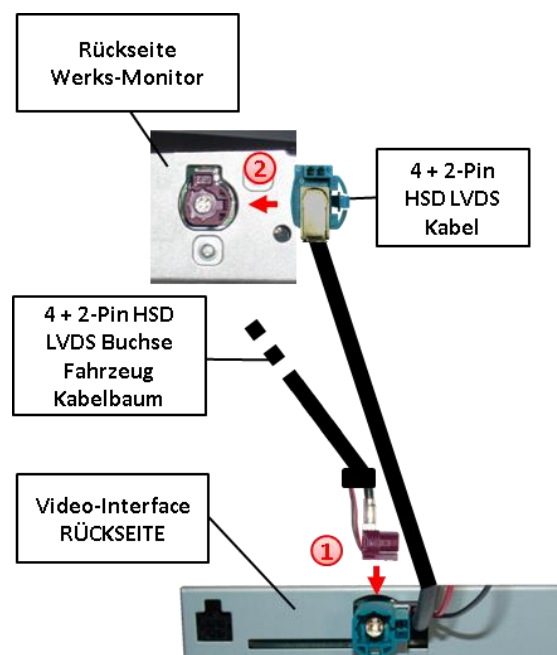 Rückseite
Werks-Monitor
2
4 + 2-Pin
HSD LVDS
Kabel
4 + 2-Pin HSD
LVDS Buchse
Fahrzeug
Kabelbaum
Video-Interface
RÜCKSEITE
1